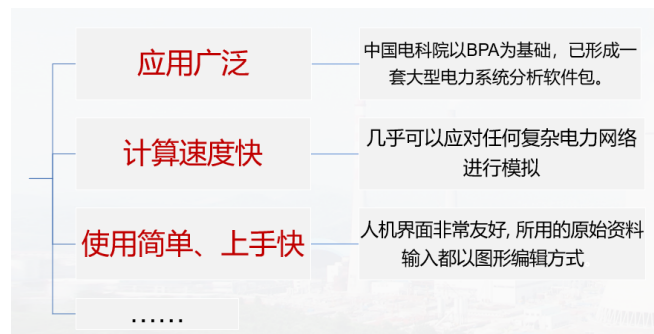 应用广泛
中国电科院以BPA为基础，已形成一
套大型电力系统分析软件包。
计算速度快
几乎可以应对任何复杂电力网络
进行模拟
使用简单、上手快
人机界面非常友好, 所用的原始资料
输入都以图形编辑方式
……